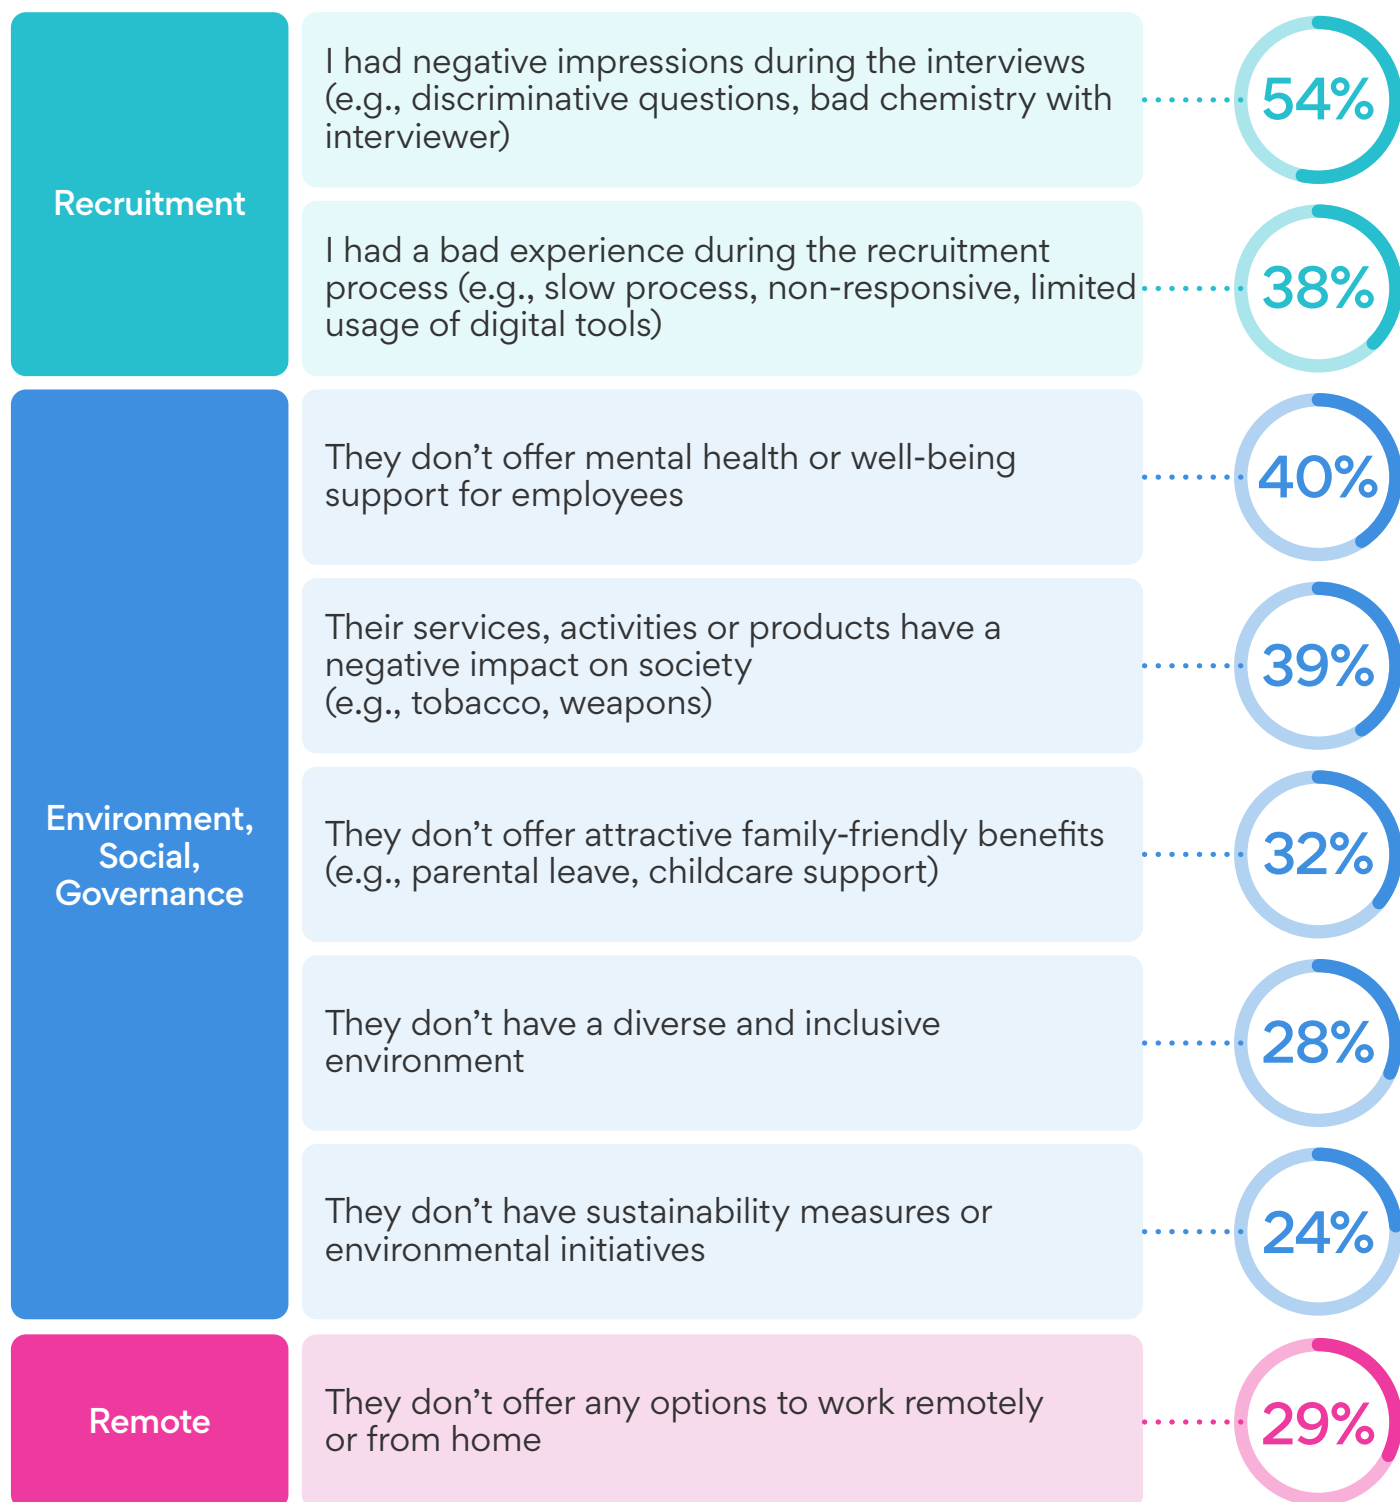 Recruitment
I had negative impressions during the interviews
(e.g., discriminative questions, bad chemistry with
interviewer)
54%
I had a bad experience during the recruitment
process (e.g., slow process, non-responsive, limited
usage of digital tools)
38%
Environment,
Social,
Governance
They don’t offer mental health or well-being
support for employees
40%
Their services, activities or products have a
negative impact on society
(e.g., tobacco, weapons)
39%
They don’t offer attractive family-friendly benefits
(e.g., parental leave, childcare support)
32%
They don’t have a diverse and inclusive
environment
28%
They don’t have sustainability measures or
environmental initiatives
24%
Remote
They don’t offer any options to work remotely
or from home
29%